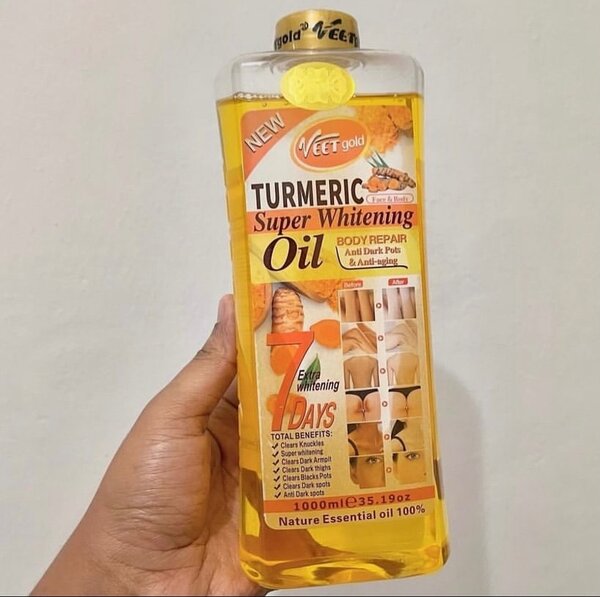 gold VEET
NEW
VEET gold
TURMERIC
Face & Body
Super Whitening
Oil
BODY REPAIR
Anti Dark Pots
& Anti-aging
Before
After
7
Extra
whitening
DAYS
TOTAL BENEFITS:
✓ Clears Knuckles
✓ Super whitening
✓ Clears Dark Armpit
✓ Clears Dark thighs
✓ Clears Blacks Pots
✓ Clears Dark spots
✓ Anti Dark spots
1000ml℮35.19oz
Nature Essential oil 100%